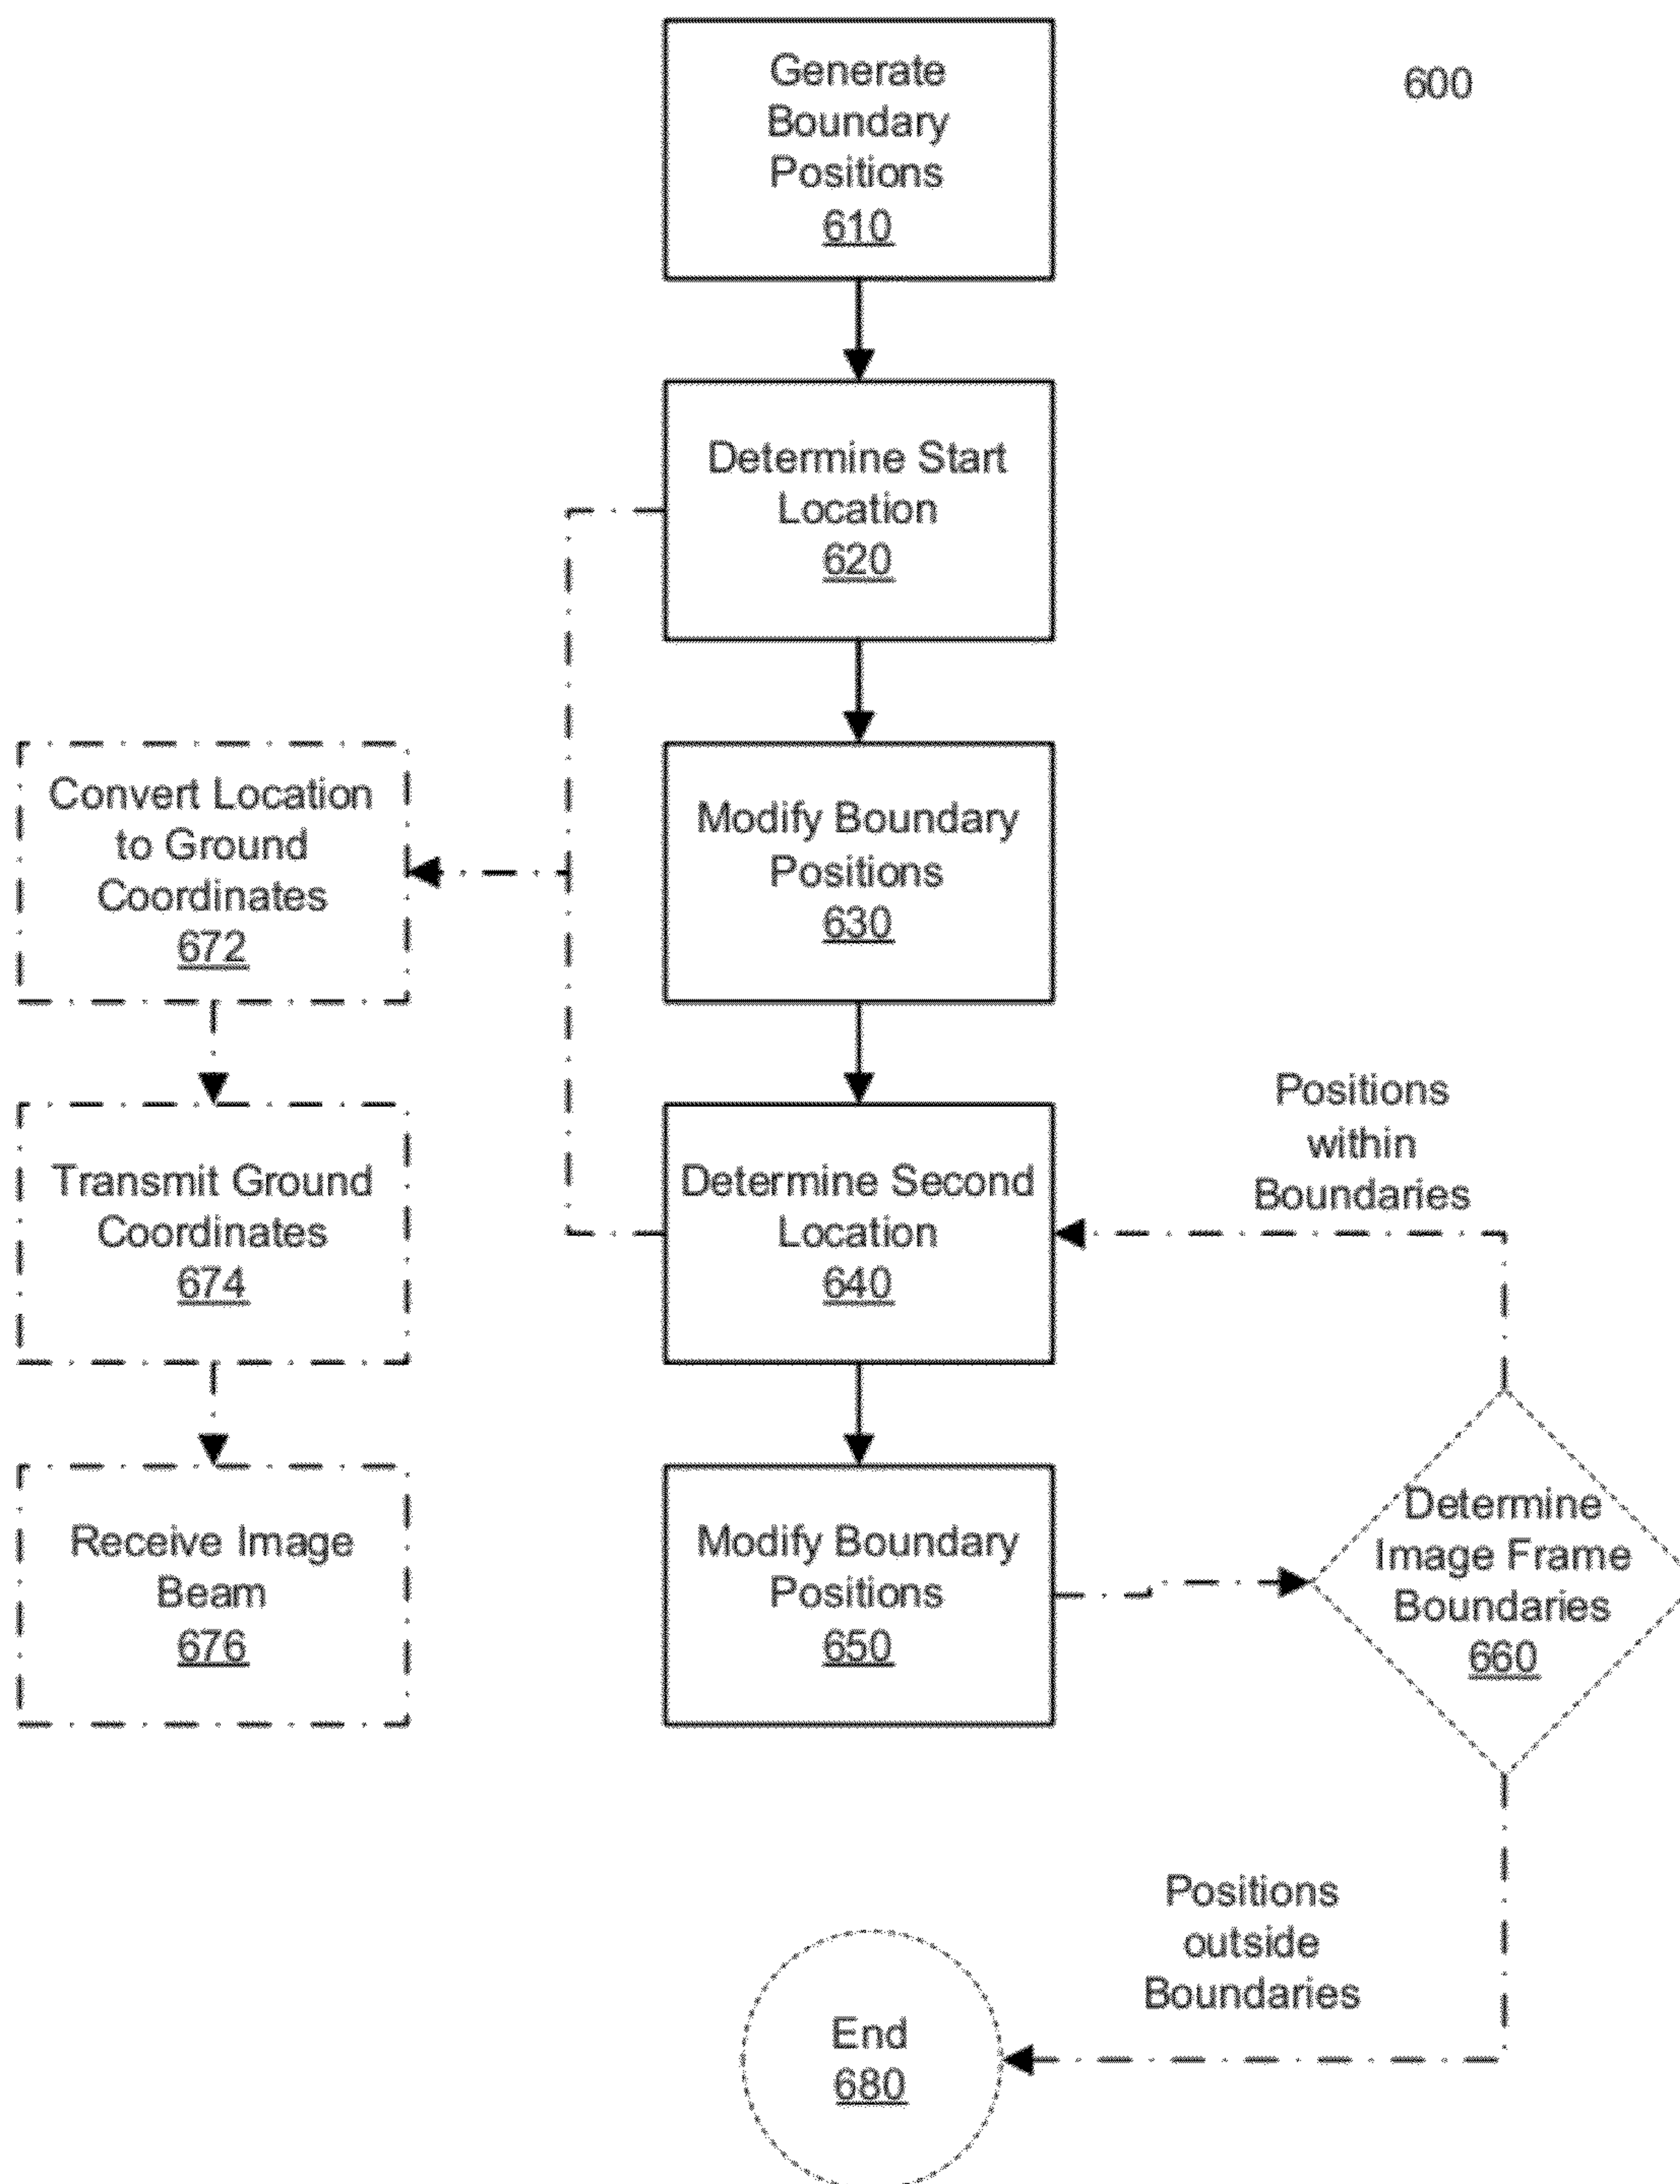 600
Generate
Boundary
Positions
610
Determine Start
Location
620
Modify Boundary
Positions
630
Convert Location
to Ground
Coordinates
672
Determine Second
Location
640
Transmit Ground
Coordinates
674
Positions
within
Boundaries
Modify Boundary
Positions
650
Receive Image
Beam
676
Determine
Image Frame
Boundaries
660
Positions
outside
Boundaries
End
680